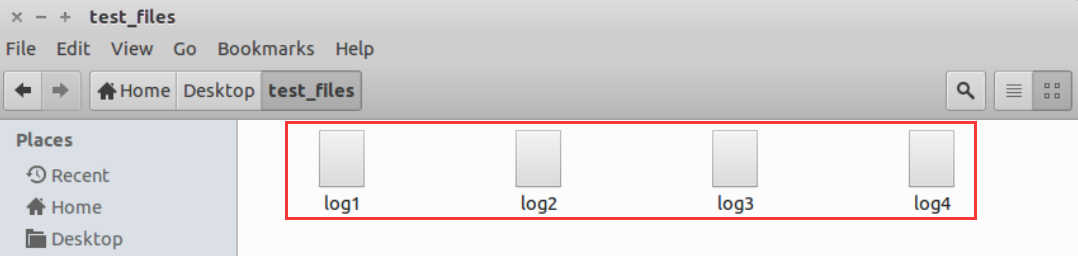 test_files
File Edit View Go Bookmarks Help
Home Desktop test_files
Places
Recent
Home
Desktop
log1 log2 log3 log4